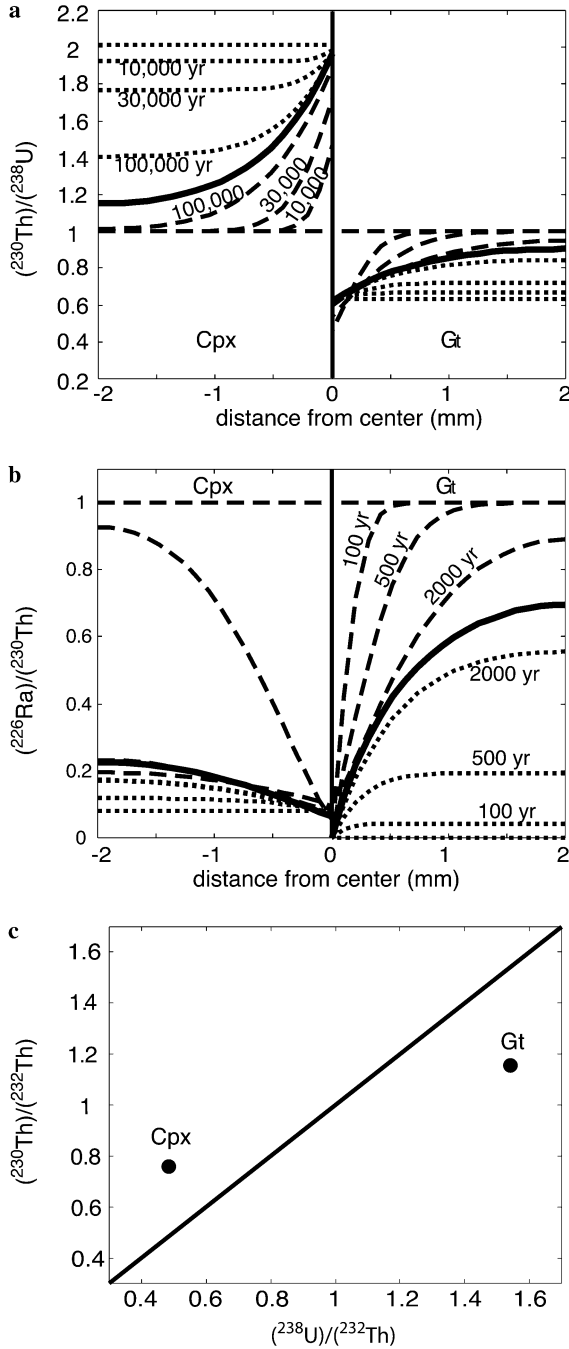 a
2.2
2
1.8
1.6
1.4
1.2
1
0.8
0.6
0.4
0.2
10,000 yr
30,000 yr
100,000 yr
100,000
30,000
10,000
Cpx
Gt
-2
-1
0
1
2
(²³⁰Th)/(²³⁸U)
distance from center (mm)
b
Cpx
Gt
1
0.8
0.6
0.4
0.2
0
100 yr
500 yr
2000 yr
2000 yr
500 yr
100 yr
-2
-1
0
1
2
(²²⁶Ra)/(²³⁰Th)
distance from center (mm)
c
1.6
1.4
1.2
1
0.8
0.6
0.4
Gt
Cpx
0.4
0.6
0.8
1
1.2
1.4
1.6
(²³⁰Th)/(²³²Th)
(²³⁸U)/(²³²Th)